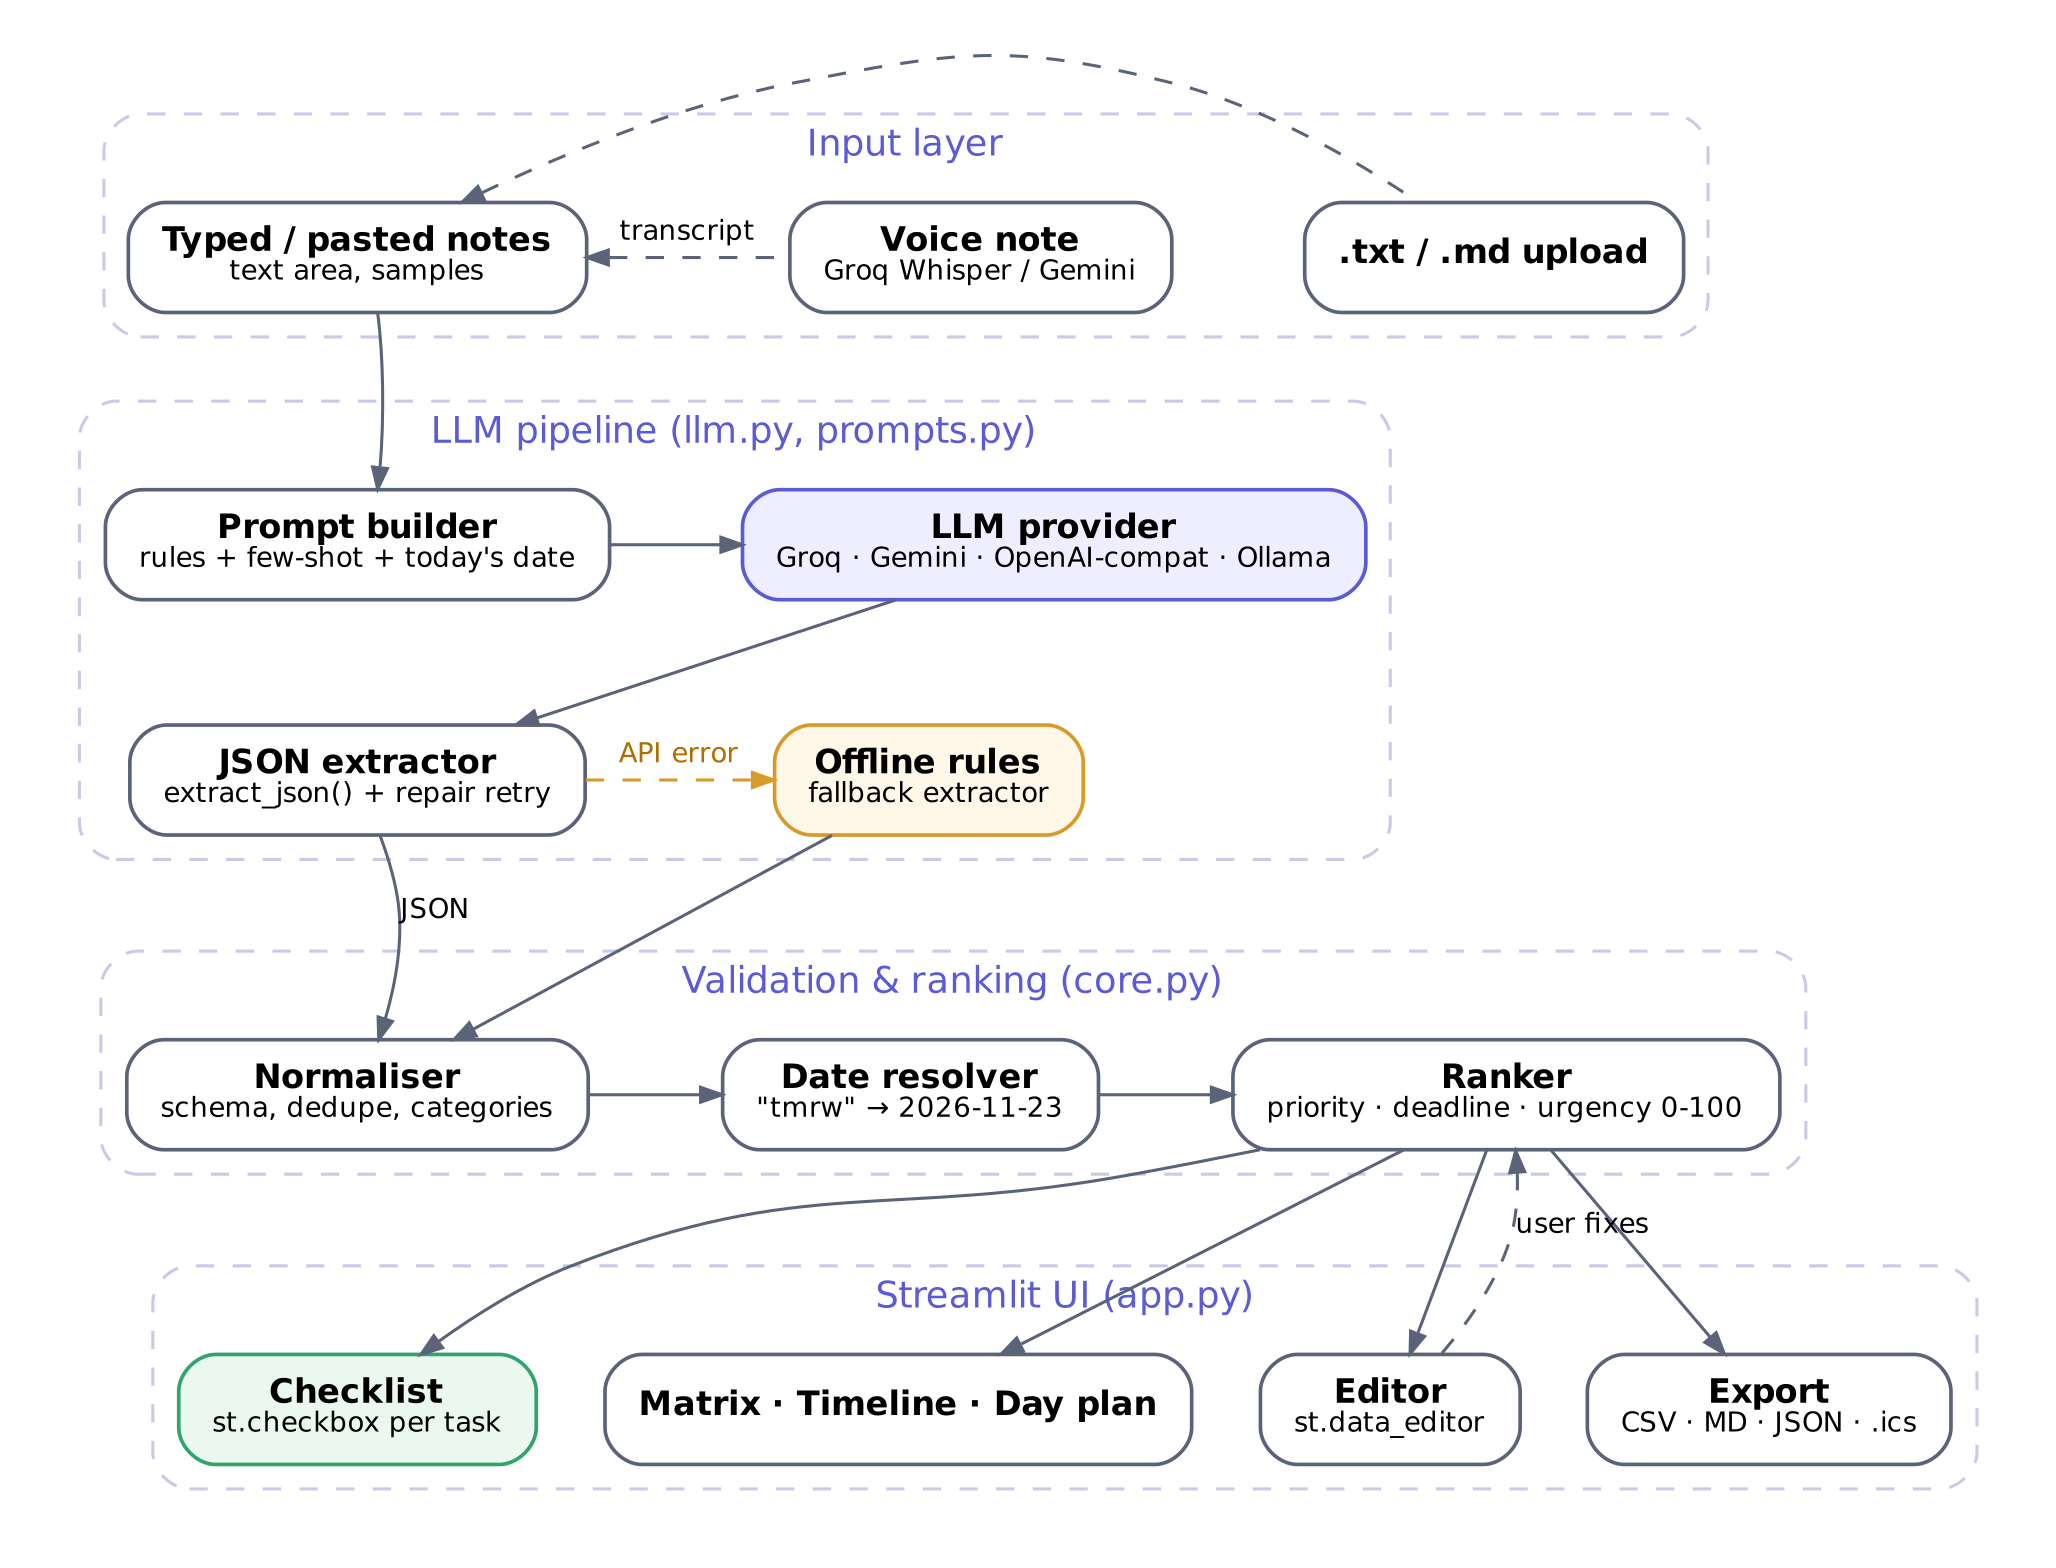 Input layer
Typed / pasted notes
text area, samples
transcript
Voice note
Groq Whisper / Gemini
.txt / .md upload
LLM pipeline (llm.py, prompts.py)
Prompt builder
rules + few-shot + today's date
LLM provider
Groq · Gemini · OpenAI-compat · Ollama
JSON extractor
extract_json() + repair retry
API error
Offline rules
fallback extractor
JSON
Validation & ranking (core.py)
Normaliser
schema, dedupe, categories
Date resolver
"tmrw" → 2026-11-23
Ranker
priority · deadline · urgency 0-100
user fixes
Streamlit UI (app.py)
Checklist
st.checkbox per task
Matrix · Timeline · Day plan
Editor
st.data_editor
Export
CSV · MD · JSON · .ics